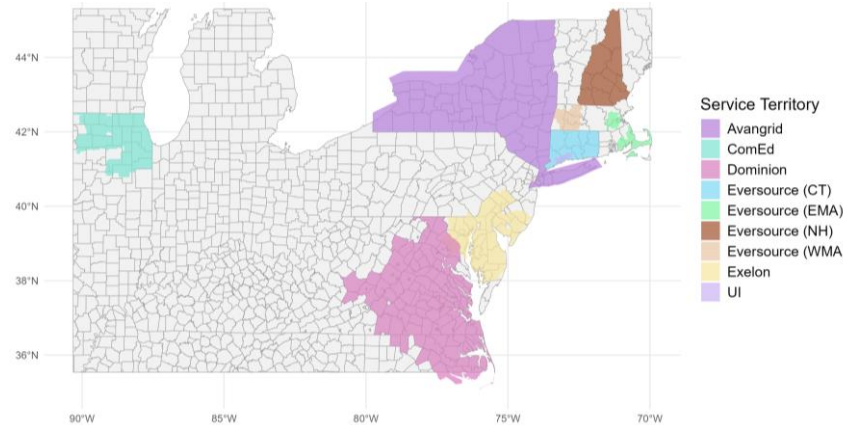 44°N
42°N
40°N
38°N
36°N
90°W
85°W
80°W
75°W
70°W
Service Territory
Avangrid
ComEd
Dominion
Eversource (CT)
Eversource (EMA)
Eversource (NH)
Eversource (WMA
Exelon
UI